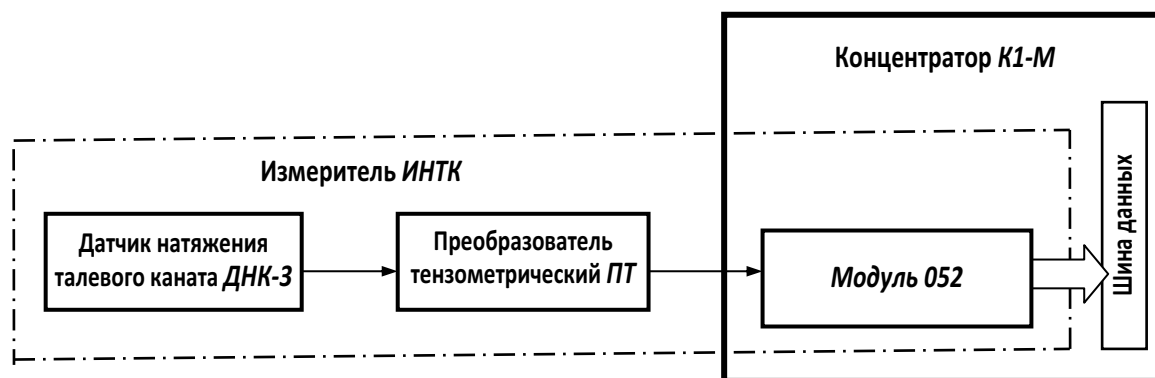 Концентратор К1-М
Измеритель ИНТК
Датчик натяжения
талевого каната ДНК-3
Преобразователь
тензометрический ПТ
Модуль 052
Шина данных